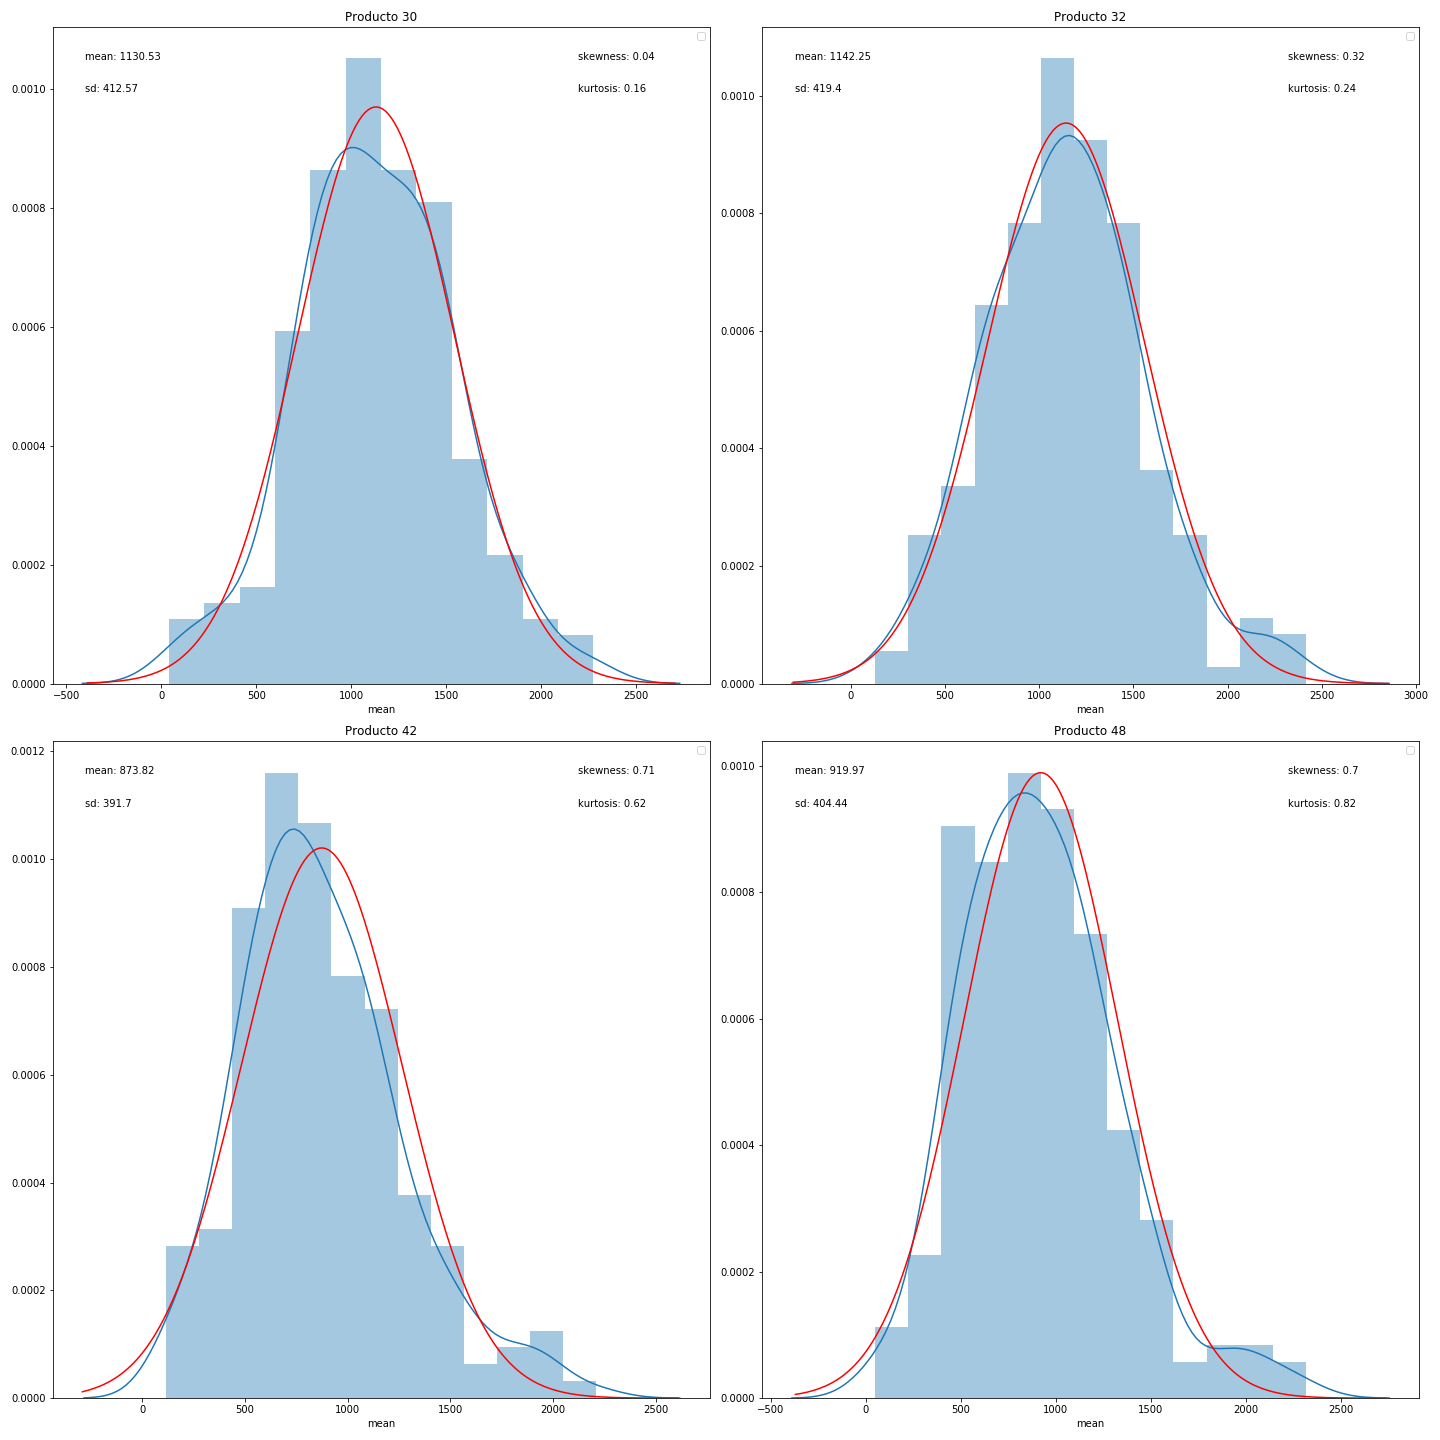 Producto 30
mean: 1130.53
skewness: 0.04
sd: 412.57
kurtosis: 0.16
0.0010
0.0008
0.0006
0.0004
0.0002
0.0000
-500 0 500 1000 1500 2000 2500
mean
Producto 32
mean: 1142.25
skewness: 0.32
sd: 419.4
kurtosis: 0.24
0.0010
0.0008
0.0006
0.0004
0.0002
0.0000
0 500 1000 1500 2000 2500 3000
mean
Producto 42
mean: 873.82
skewness: 0.71
sd: 391.7
kurtosis: 0.62
0.0012
0.0010
0.0008
0.0006
0.0004
0.0002
0.0000
0 500 1000 1500 2000 2500
mean
Producto 48
mean: 919.97
skewness: 0.7
sd: 404.44
kurtosis: 0.82
0.0010
0.0008
0.0006
0.0004
0.0002
0.0000
-500 0 500 1000 1500 2000 2500
mean